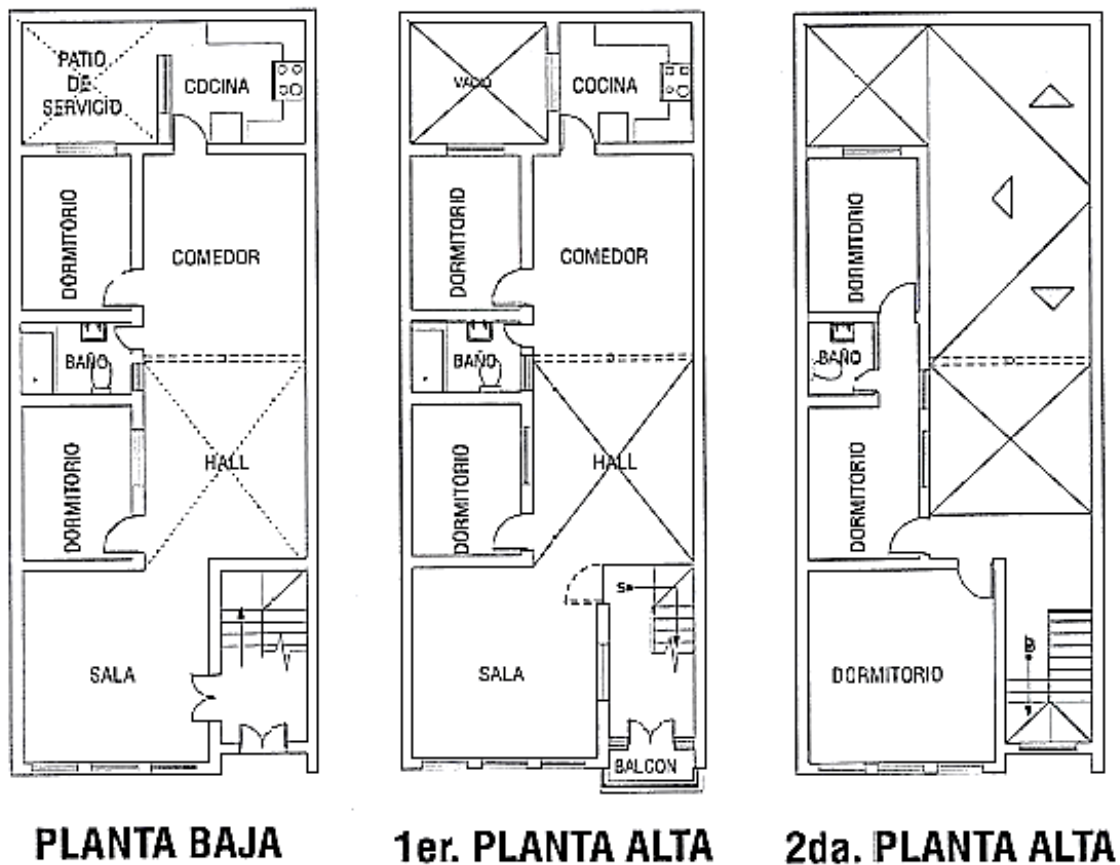 PATIO
DE
SERVICIO
COCINA
DORMITORIO
COMEDOR
BAÑO
HALL
DORMITORIO
SALA
PLANTA BAJA
VACIO
COCINA
DORMITORIO
COMEDOR
BAÑO
HALL
DORMITORIO
S
SALA
BALCON
1er. PLANTA ALTA
DORMITORIO
BAÑO
DORMITORIO
B
DORMITORIO
2da. PLANTA ALTA